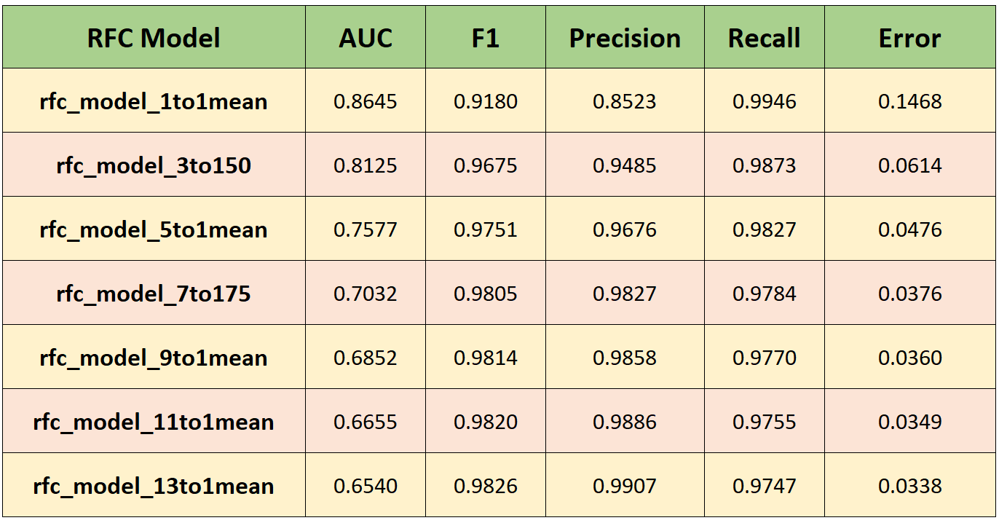 RFC Model AUC F1 Precision Recall Error
rfc_model_1to1mean 0.8645 0.9180 0.8523 0.9946 0.1468
rfc_model_3to150 0.8125 0.9675 0.9485 0.9873 0.0614
rfc_model_5to1mean 0.7577 0.9751 0.9676 0.9827 0.0476
rfc_model_7to175 0.7032 0.9805 0.9827 0.9784 0.0376
rfc_model_9to1mean 0.6852 0.9814 0.9858 0.9770 0.0360
rfc_model_11to1mean 0.6655 0.9820 0.9886 0.9755 0.0349
rfc_model_13to1mean 0.6540 0.9826 0.9907 0.9747 0.0338